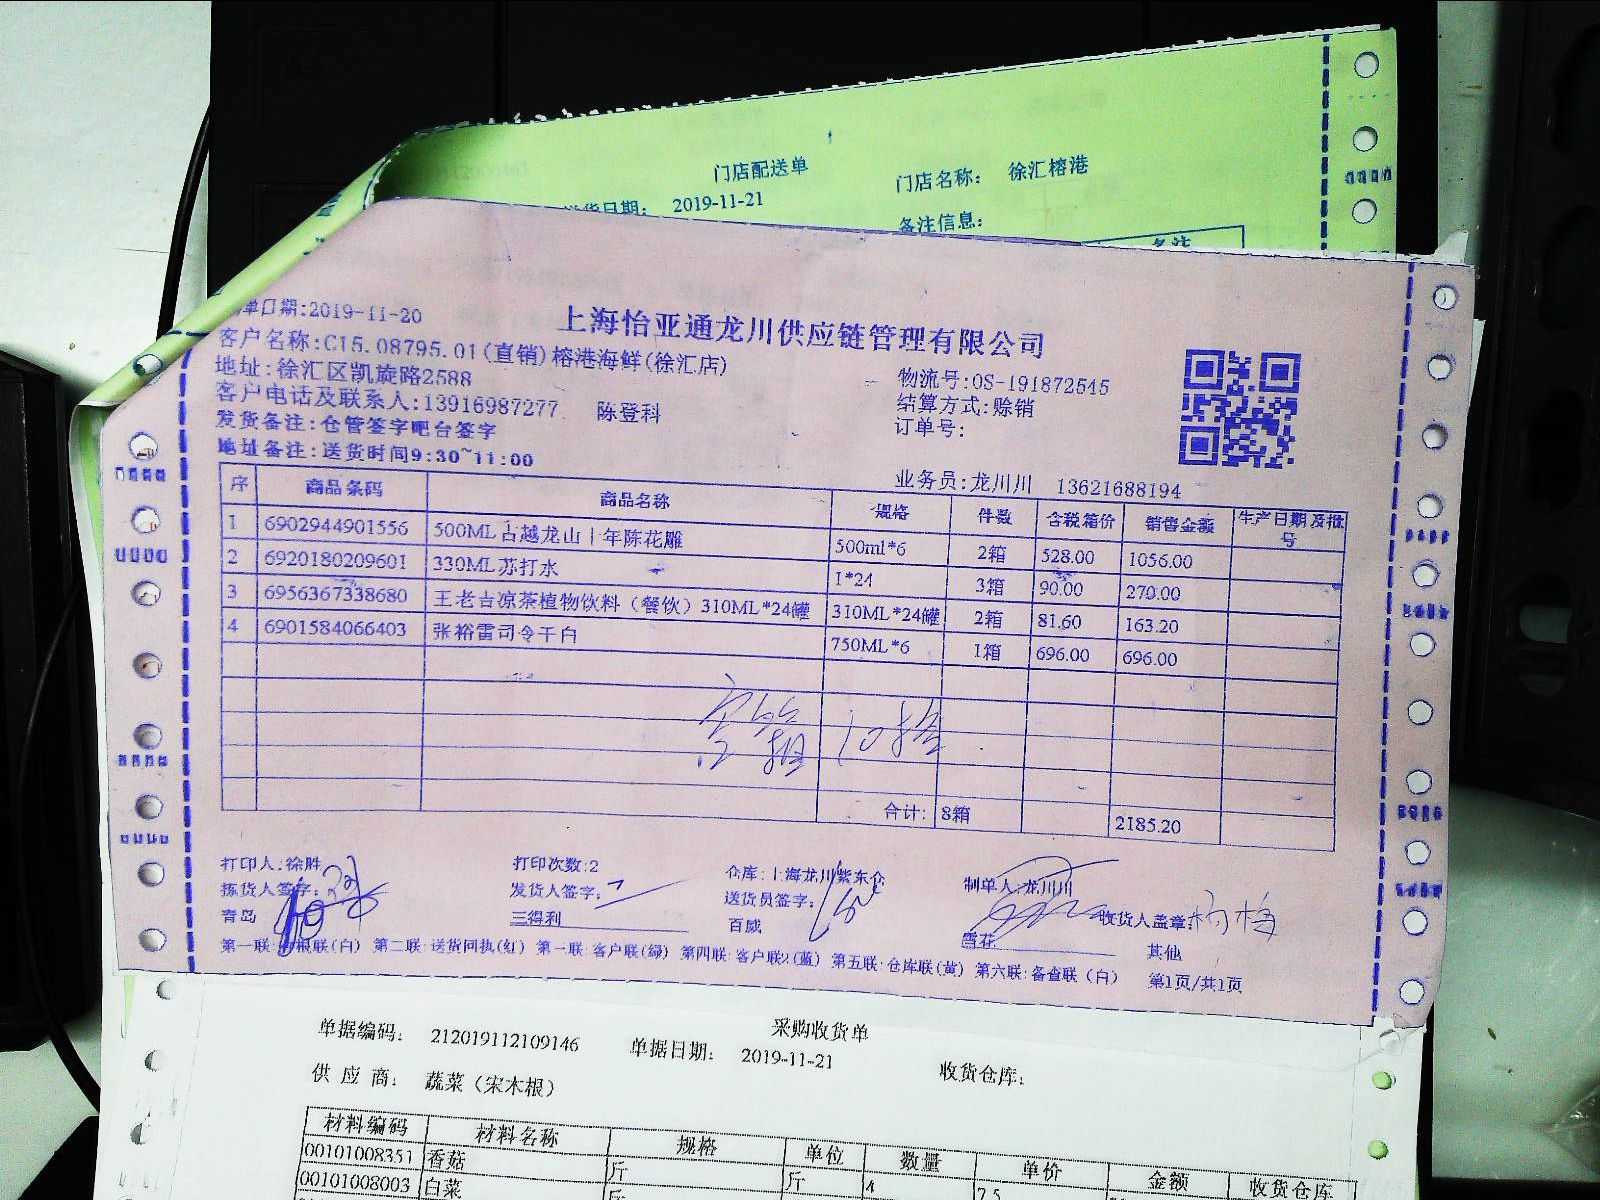 门店配送单
门店名称： 徐汇榕港
送货日期： 2019-11-21
备注信息：
备注
单日期:2019-11-20
上海怡亚通龙川供应链管理有限公司
客户名称:C15.08795.01(直销)榕港海鲜(徐汇店)
地址:徐汇区凯旋路2588
物流号:OS-191872545
客户电话及联系人:13916987277 陈登科
结算方式:赊销
发货备注:仓管签字吧台签字
订单号:
地址备注:送货时间9:30~11:00
业务员:龙川川 13621688194
序 商品条码 商品名称 规格 件数 含税箱价 销售金额 生产日期及批号
1 6902944901556 500ML古越龙山十年陈花雕 500ml*6 2箱 528.00 1056.00
2 6920180209601 330ML苏打水 1*24 3箱 90.00 270.00
3 6956367338680 王老吉凉茶植物饮料（餐饮）310ML*24罐 310ML*24罐 2箱 81.60 163.20
4 6901584066403 张裕雷司令干白 750ML*6 1箱 696.00 696.00
合计: 8箱 2185.20
打印人:徐胜 打印次数:2 仓库:上海龙川紫东仓 制单人:龙川川
拣货人签字: 发货人签字: 送货员签字: 收货人盖章:
青岛 三得利 百威 雪花 其他
第一联:存根联(白) 第二联:送货回执(红) 第一联:客户联(绿) 第四联:客户联2(蓝) 第五联:仓库联(黄) 第六联:备查联（白） 第1页/共1页
采购收货单
单据编码： 212019112109146 单据日期： 2019-11-21 收货仓库：
供 应 商： 蔬菜（宋木根）
材料编码 材料名称 规格 单位 数量 单价 金额 收货仓库
00101008351 香菇 斤 斤 4 7.5
00101008003 白菜